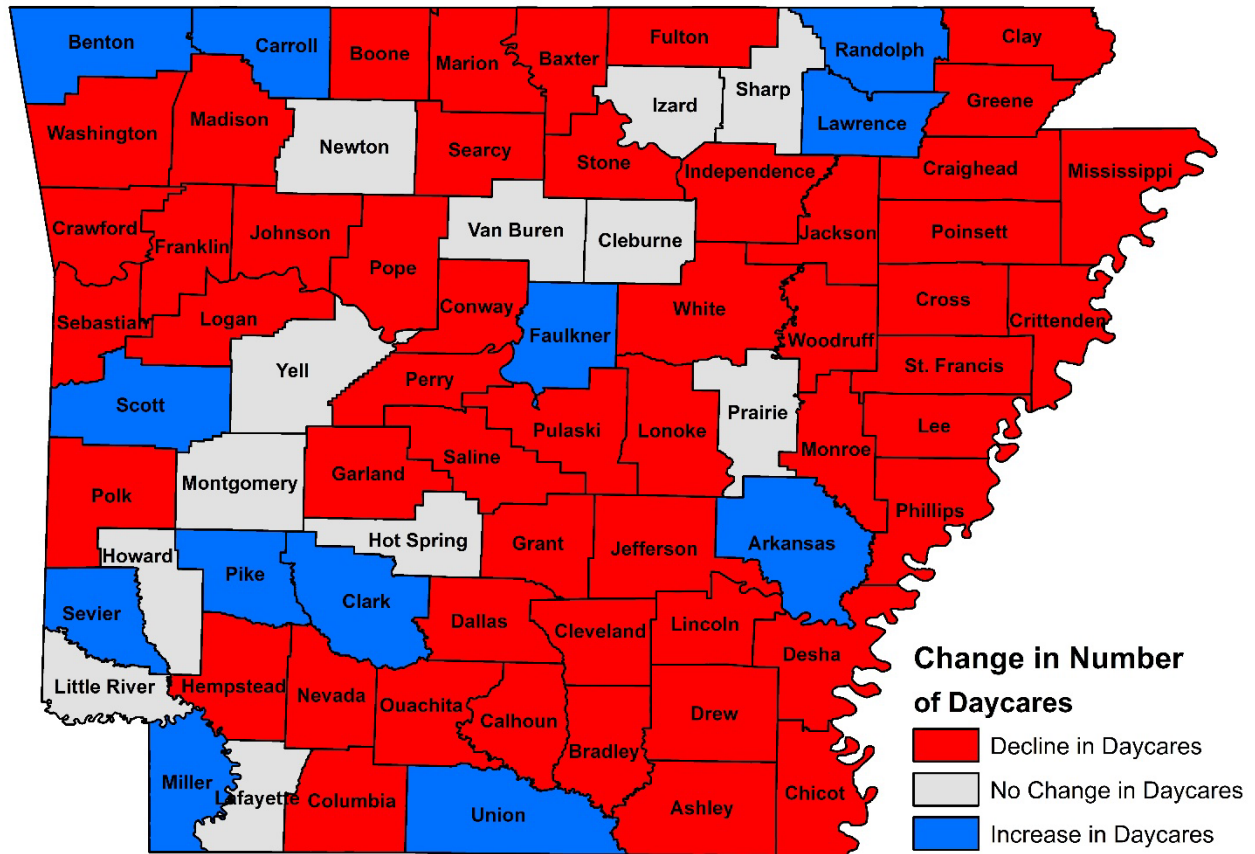 Benton
Carroll
Boone
Marion
Baxter
Fulton
Sharp
Randolph
Clay
Izard
Greene
Lawrence
Washington
Madison
Newton
Searcy
Stone
Independence
Craighead
Mississippi
Crawford
Franklin
Johnson
Pope
Van Buren
Cleburne
Jackson
Poinsett
Sebastian
Logan
Conway
Faulkner
White
Woodruff
Cross
Crittenden
Scott
Yell
Perry
Pulaski
Lonoke
Prairie
St. Francis
Lee
Monroe
Polk
Montgomery
Garland
Saline
Phillips
Howard
Hot Spring
Grant
Jefferson
Arkansas
Sevier
Pike
Clark
Dallas
Cleveland
Lincoln
Desha
Little River
Hempstead
Nevada
Ouachita
Calhoun
Bradley
Drew
Miller
Lafayette
Columbia
Union
Ashley
Chicot
Change in Number
of Daycares
Decline in Daycares
No Change in Daycares
Increase in Daycares